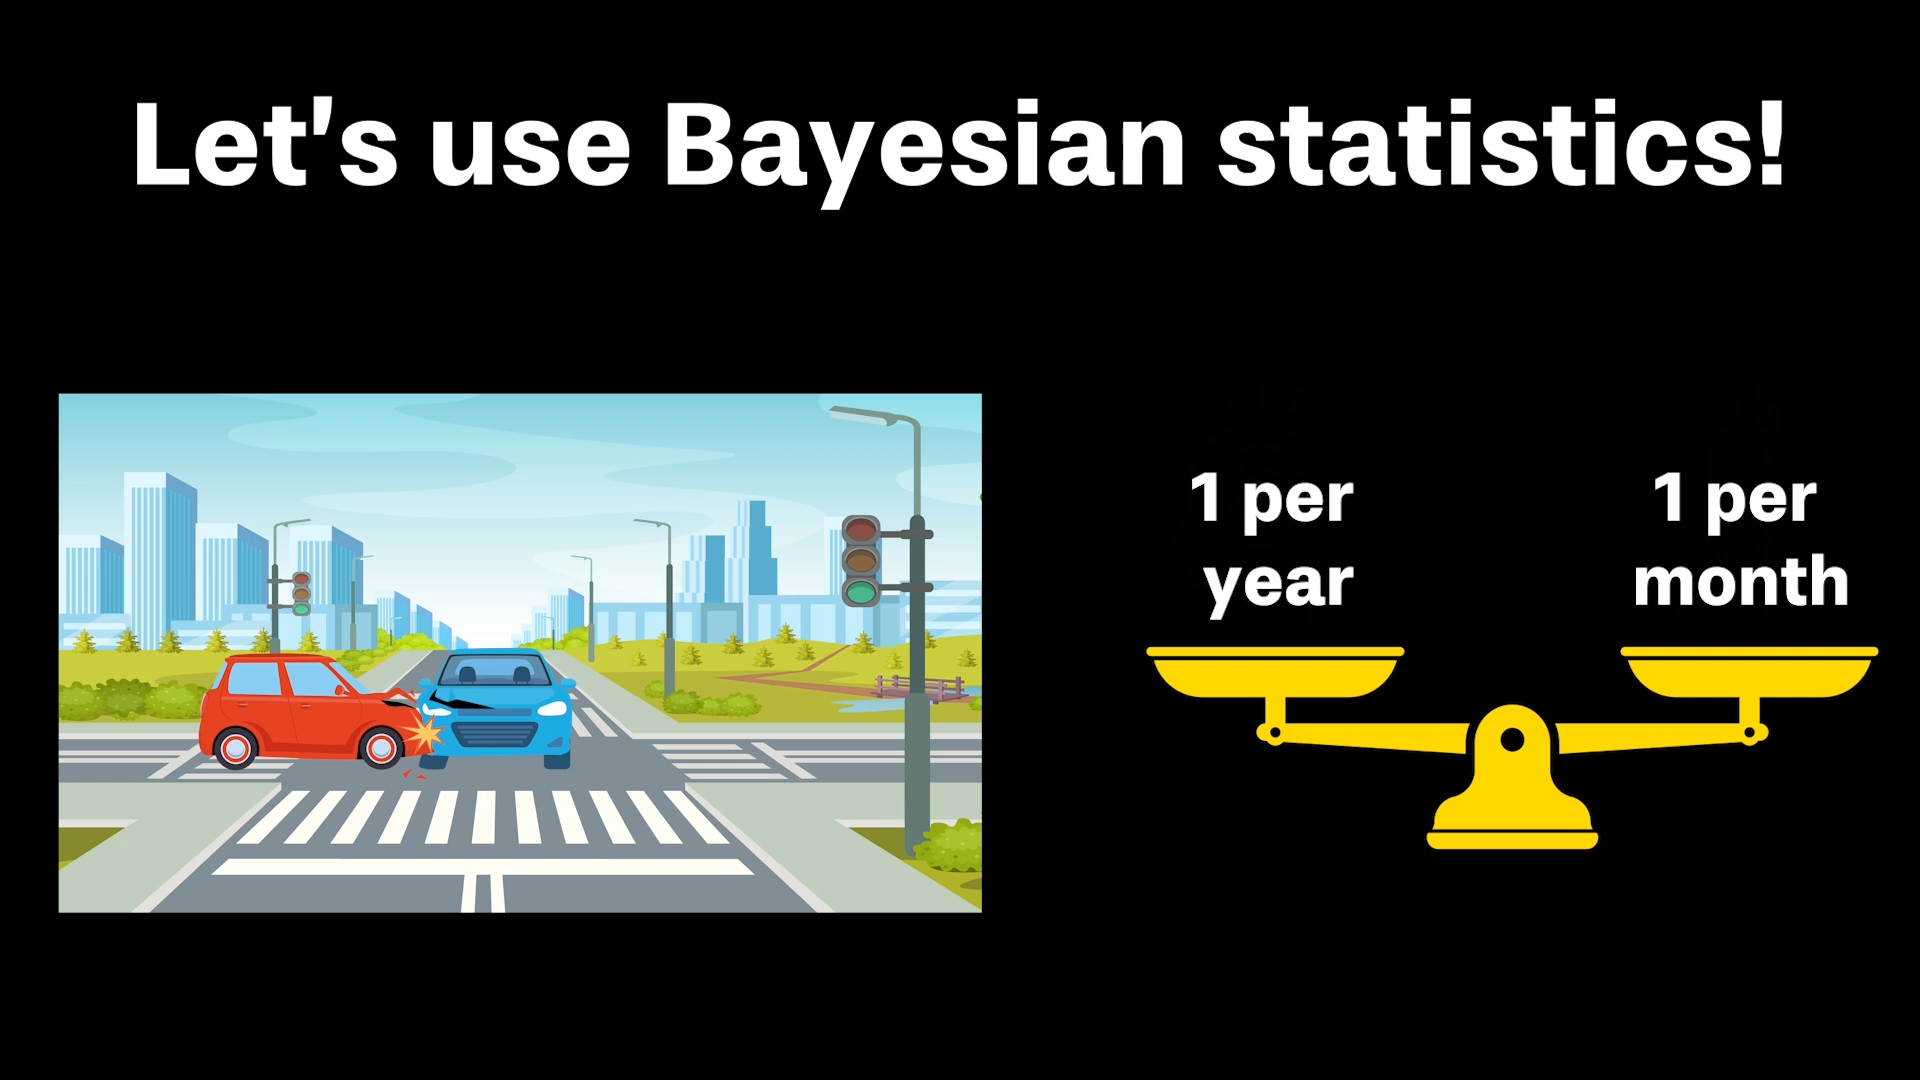 Let's use Bayesian statistics!
1 per
year
1 per
month